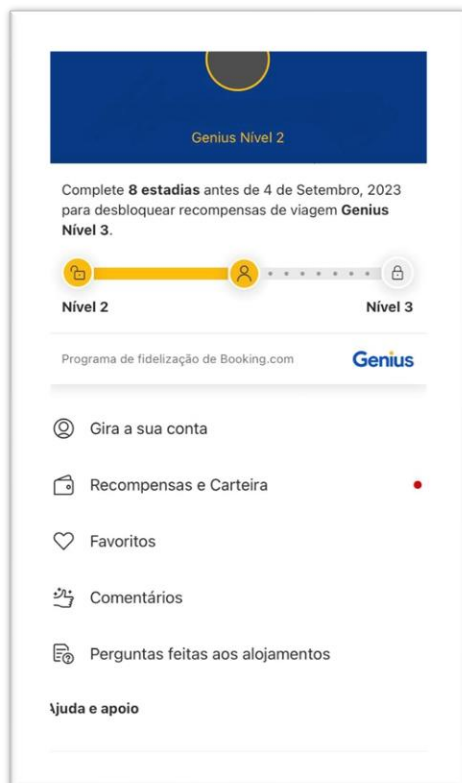 Genius Nível 2
Complete 8 estadias antes de 4 de Setembro, 2023
para desbloquear recompensas de viagem Genius
Nível 3.
Nível 2 Nível 3
Programa de fidelização de Booking.com Genius
Gira a sua conta
Recompensas e Carteira
Favoritos
Comentários
Perguntas feitas aos alojamentos
Ajuda e apoio